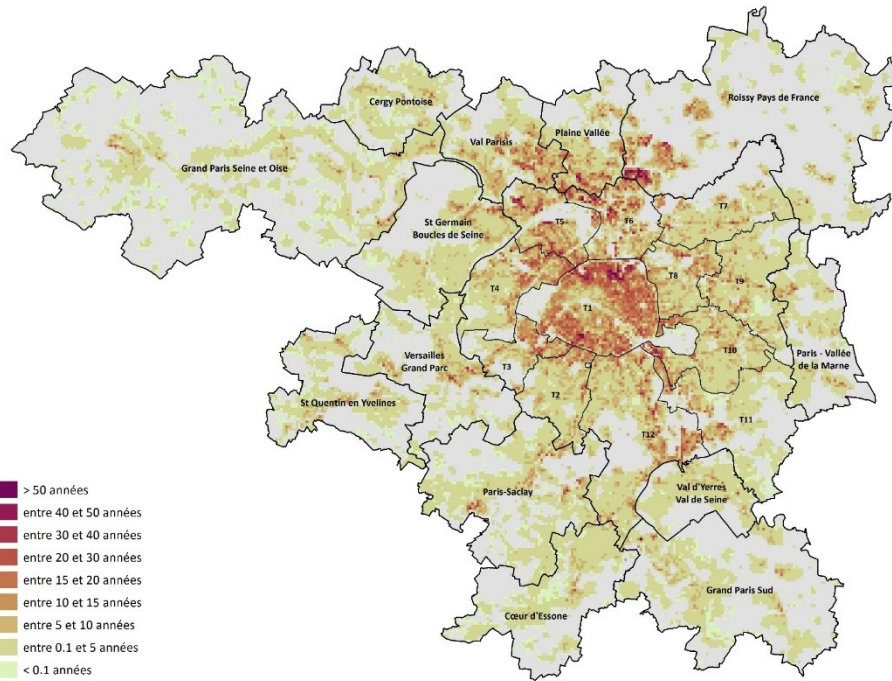 Cergy Pontoise
Roissy Pays de France
Val Parisis
Plaine Vallée
Grand Paris Seine et Oise
St Germain
Boucles de Seine
T5
T6
T7
T8
T9
T4
T1
Versailles
Grand Parc
T3
T10
Paris - Vallée
de la Marne
St Quentin en Yvelines
T2
T11
T12
Paris-Saclay
Val d'Yerres
Val de Seine
Cœur d'Essone
Grand Paris Sud
> 50 années
entre 40 et 50 années
entre 30 et 40 années
entre 20 et 30 années
entre 15 et 20 années
entre 10 et 15 années
entre 5 et 10 années
entre 0.1 et 5 années
< 0.1 années